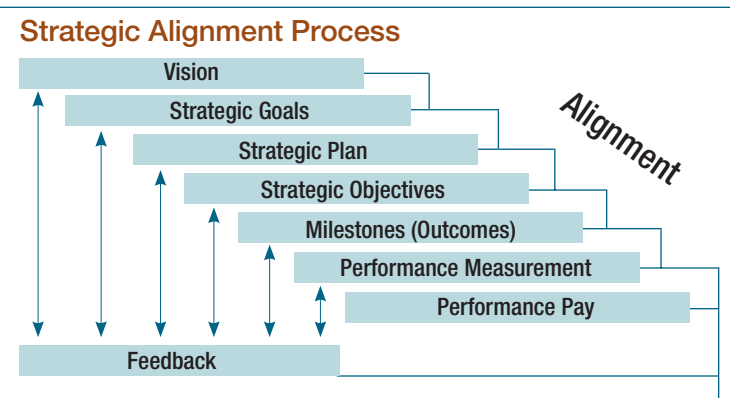 Strategic Alignment Process
Vision
Strategic Goals
Alignment
Strategic Plan
Strategic Objectives
Milestones (Outcomes)
Performance Measurement
Performance Pay
Feedback